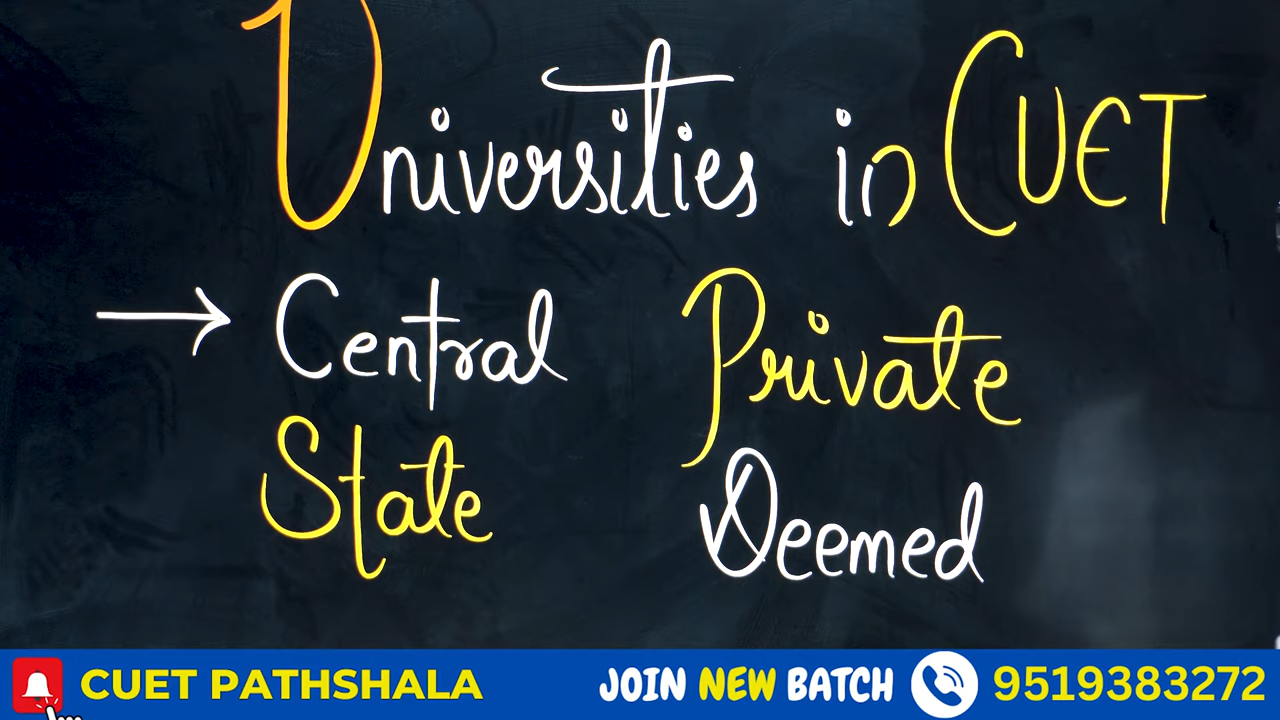 Universities in CUET
→ Central Private
State Deemed
CUET PATHSHALA JOIN NEW BATCH 9519383272